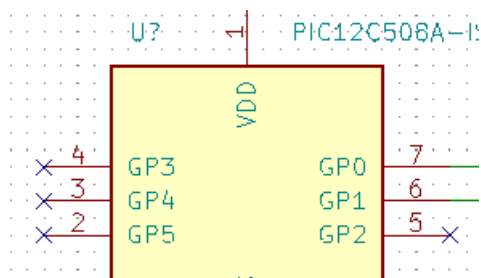 U? 1 PIC12C508A-I
VDD
4 GP3 GP0 7
3 GP4 GP1 6
2 GP5 GP2 5